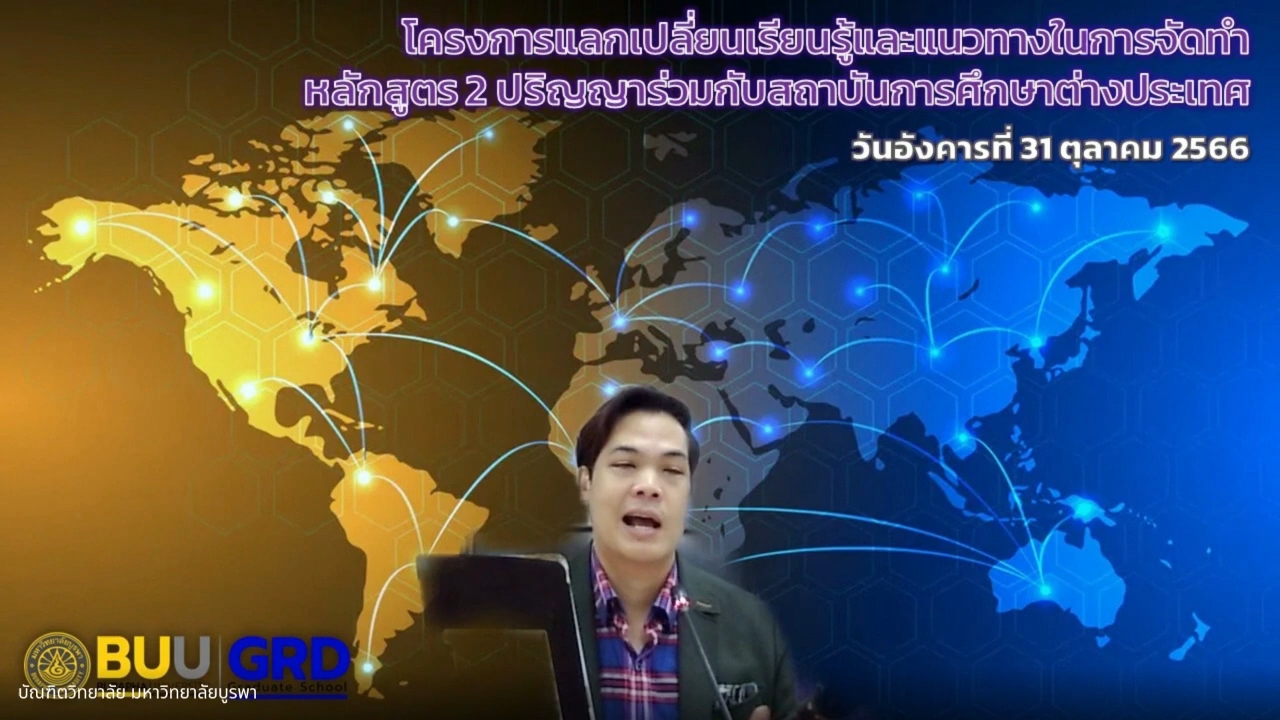 โครงการแลกเปลี่ยนเรียนรู้และแนวทางในการจัดทำ
หลักสูตร 2 ปริญญาร่วมกับสถาบันการศึกษาต่างประเทศ
วันอังคารที่ 31 ตุลาคม 2566
BUU GRD
Graduate School
บัณฑิตวิทยาลัย มหาวิทยาลัยบูรพา